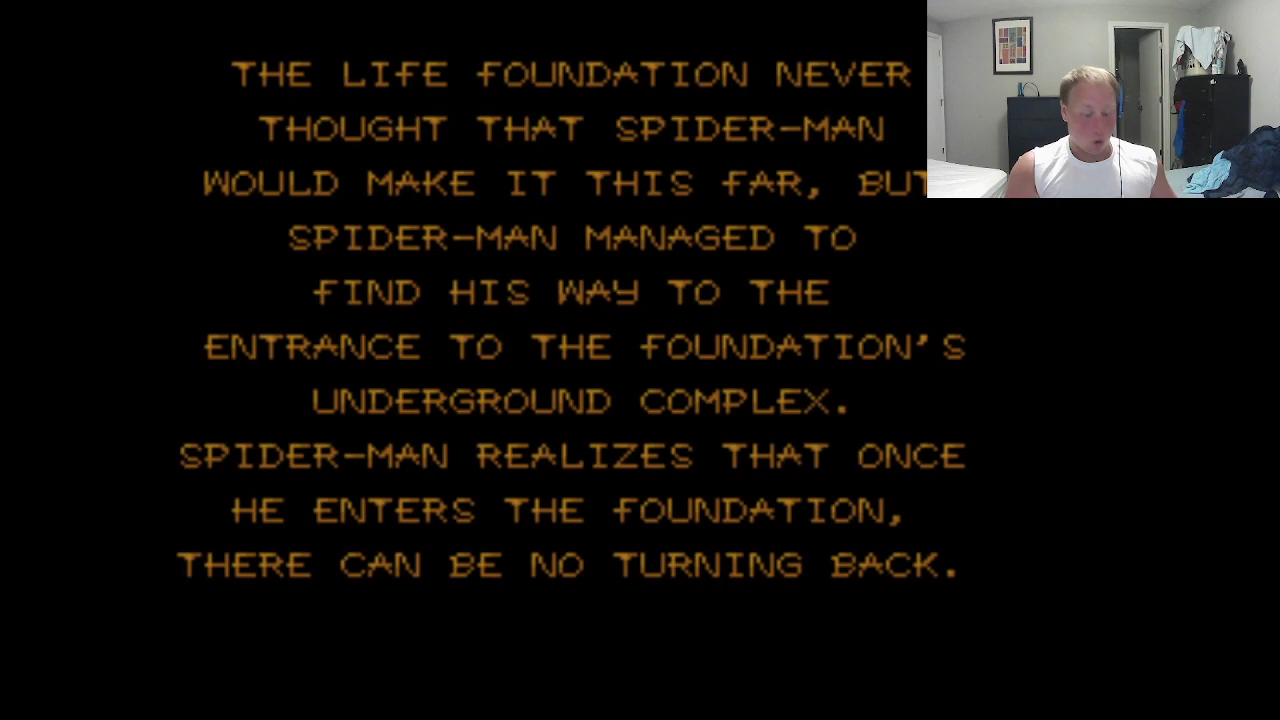 THE LIFE FOUNDATION NEVER
THOUGHT THAT SPIDER-MAN
WOULD MAKE IT THIS FAR, BUT
SPIDER-MAN MANAGED TO
FIND HIS WAY TO THE
ENTRANCE TO THE FOUNDATION'S
UNDERGROUND COMPLEX.
SPIDER-MAN REALIZES THAT ONCE
HE ENTERS THE FOUNDATION,
THERE CAN BE NO TURNING BACK.